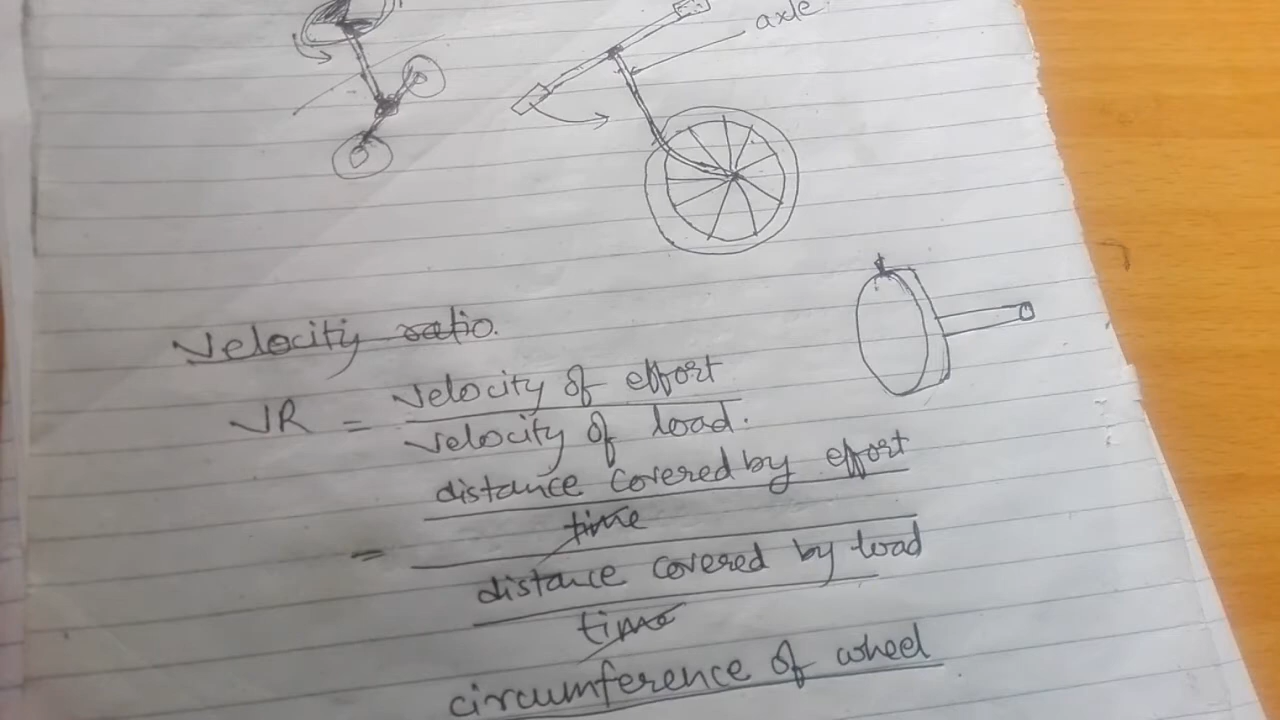 axle
Velocity ratio.
VR = velocity of effort
velocity of load.
distance covered by effort
time
=
distance covered by load
time
circumference of wheel